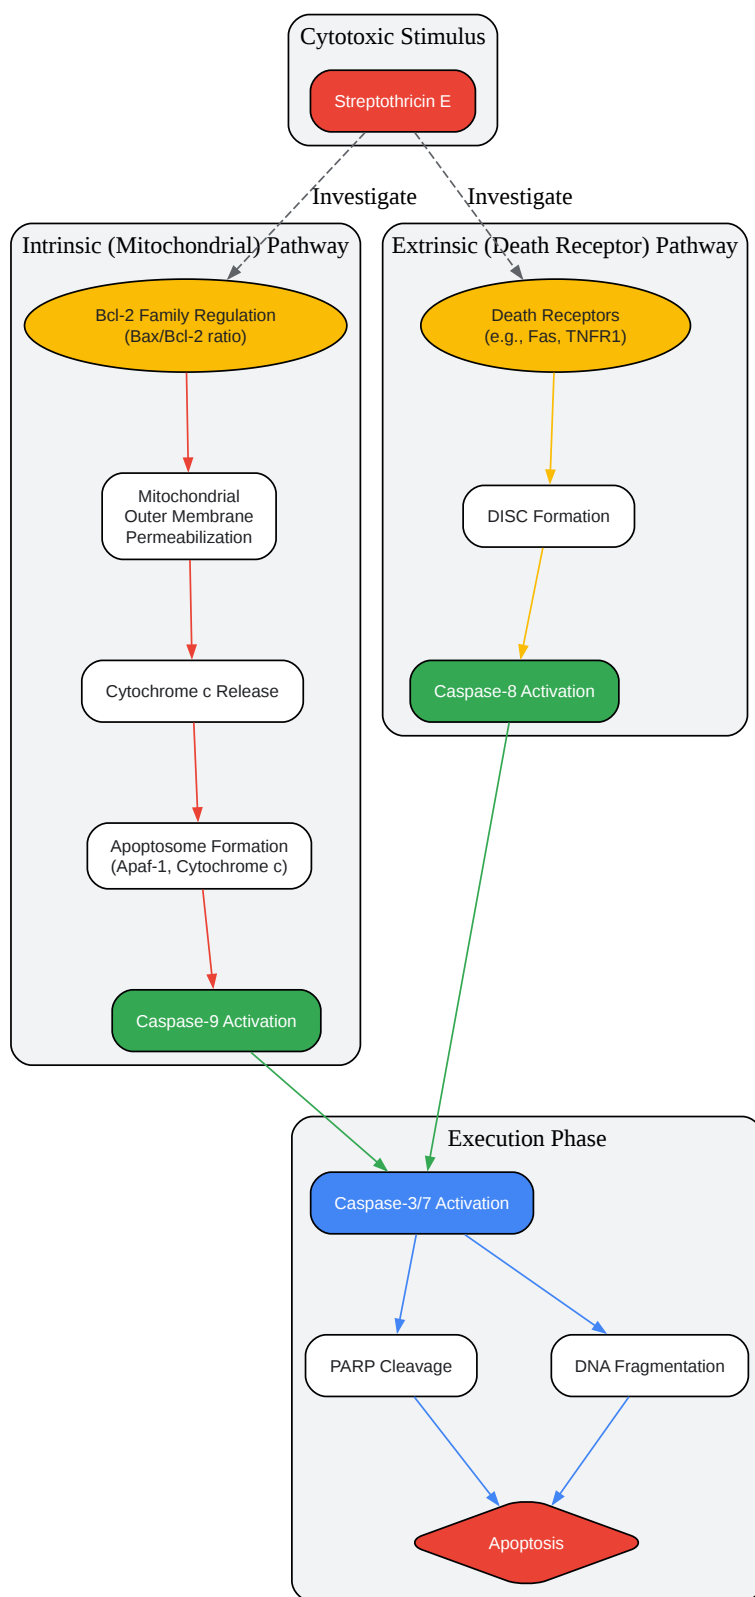 Cytotoxic Stimulus
Streptothricin E
Investigate
Investigate
Intrinsic (Mitochondrial) Pathway
Extrinsic (Death Receptor) Pathway
Bcl-2 Family Regulation
(Bax/Bcl-2 ratio)
Death Receptors
(e.g., Fas, TNFR1)
Mitochondrial
Outer Membrane
Permeabilization
DISC Formation
Cytochrome c Release
Caspase-8 Activation
Apoptosome Formation
(Apaf-1, Cytochrome c)
Caspase-9 Activation
Execution Phase
Caspase-3/7 Activation
PARP Cleavage
DNA Fragmentation
Apoptosis